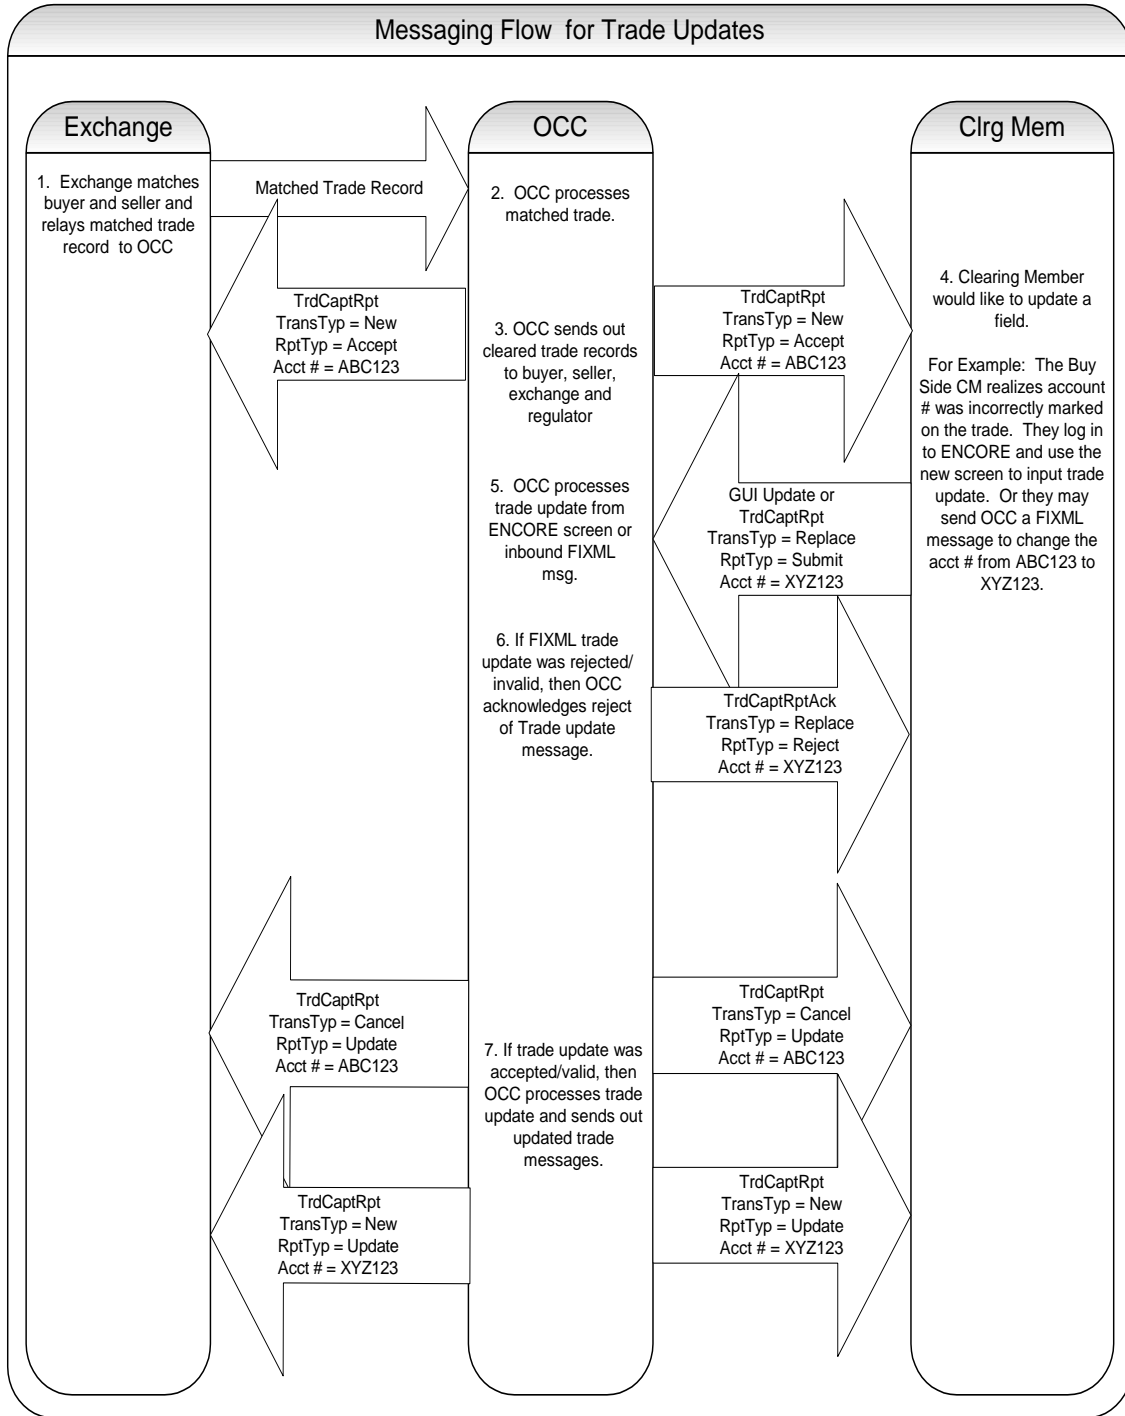 Messaging Flow for Trade Updates
Exchange
OCC
Clrg Mem
1. Exchange matches
buyer and seller and
relays matched trade
record to OCC
Matched Trade Record
2. OCC processes
matched trade.
TrdCaptRpt
TransTyp = New
RptTyp = Accept
Acct # = ABC123
3. OCC sends out
cleared trade records
to buyer, seller,
exchange and
regulator
TrdCaptRpt
TransTyp = New
RptTyp = Accept
Acct # = ABC123
4. Clearing Member
would like to update a
field.
For Example: The Buy
Side CM realizes account
# was incorrectly marked
on the trade. They log in
to ENCORE and use the
new screen to input trade
update. Or they may
send OCC a FIXML
message to change the
acct # from ABC123 to
XYZ123.
GUI Update or
TrdCaptRpt
TransTyp = Replace
RptTyp = Submit
Acct # = XYZ123
5. OCC processes
trade update from
ENCORE screen or
inbound FIXML
msg.
6. If FIXML trade
update was rejected/
invalid, then OCC
acknowledges reject
of Trade update
message.
TrdCaptRptAck
TransTyp = Replace
RptTyp = Reject
Acct # = XYZ123
TrdCaptRpt
TransTyp = Cancel
RptTyp = Update
Acct # = ABC123
7. If trade update was
accepted/valid, then
OCC processes trade
update and sends out
updated trade
messages.
TrdCaptRpt
TransTyp = Cancel
RptTyp = Update
Acct # = ABC123
TrdCaptRpt
TransTyp = New
RptTyp = Update
Acct # = XYZ123
TrdCaptRpt
TransTyp = New
RptTyp = Update
Acct # = XYZ123